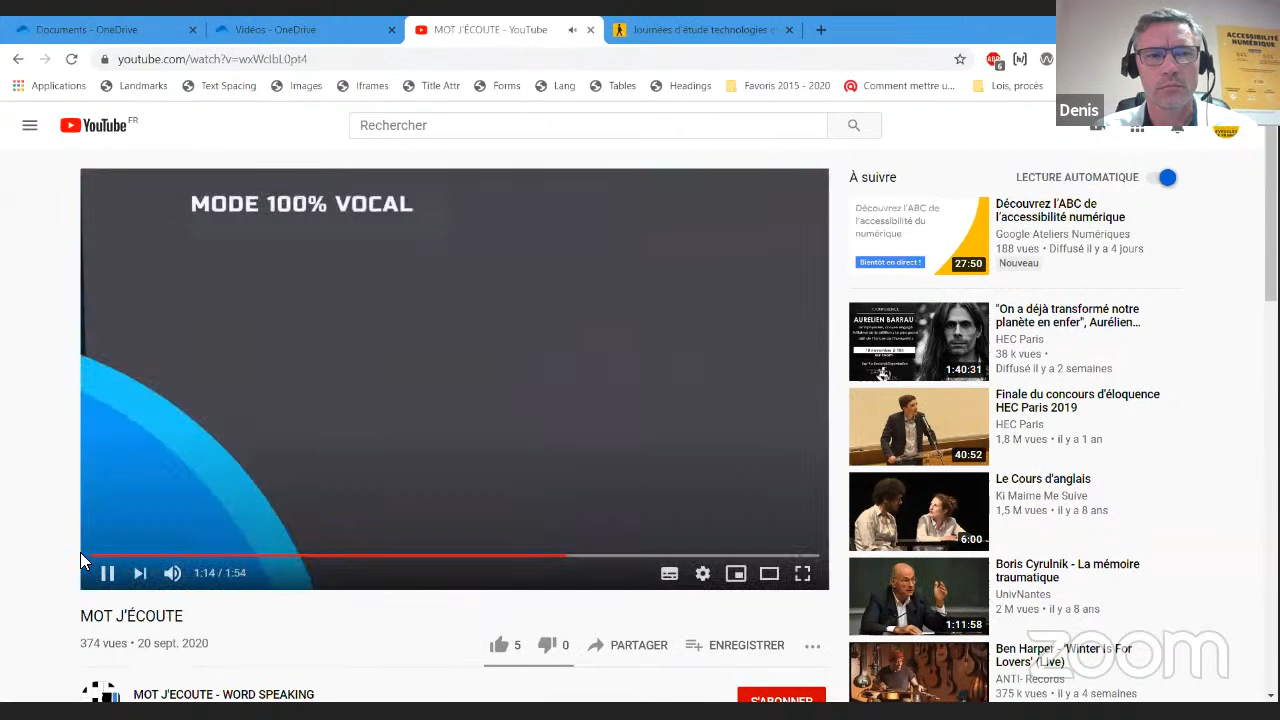 Documents - OneDrive
Vidéos - OneDrive
MOT J'ÉCOUTE - YouTube
Journées d'étude technologies e
youtube.com/watch?v=wxWcIbL0pt4
Applications
Landmarks
Text Spacing
Images
Iframes
Title Attr
Forms
Tables
Headings
Favoris 2015 - 20
Comment mettre u...
Lois, procès
ACCESSIBILITÉ
NUMÉRIQUE
Denis
YouTube FR
Rechercher
MODE 100% VOCAL
1:14 / 1:54
MOT J'ÉCOUTE
374 vues • 20 sept. 2020
5
0
PARTAGER
ENREGISTRER
MOT J'ECOUTE - WORD SPEAKING
S'ABONNER
À suivre
LECTURE AUTOMATIQUE
Découvrez l'ABC de
l'accessibilité du
numérique
Bientôt en direct !
27:50
Découvrez l'ABC de
l'accessibilité numérique
Google Ateliers Numériques
188 vues • Diffusé il y a 4 jours
Nouveau
AURELIEN BARRAU
1:40:31
"On a déjà transformé notre
planète en enfer", Aurélien...
HEC Paris
38 k vues •
Diffusé il y a 2 semaines
40:52
Finale du concours d'éloquence
HEC Paris 2019
HEC Paris
1,8 M vues • il y a 1 an
6:00
Le Cours d'anglais
Ki Maime Me Suive
1,5 M vues • il y a 8 ans
1:11:58
Boris Cyrulnik - La mémoire
traumatique
UnivNantes
2 M vues • il y a 8 ans
Ben Harper - 'Winter Is For
Lovers' (Live)
ANTI- Records
375 k vues • il y a 4 semaines
zoom